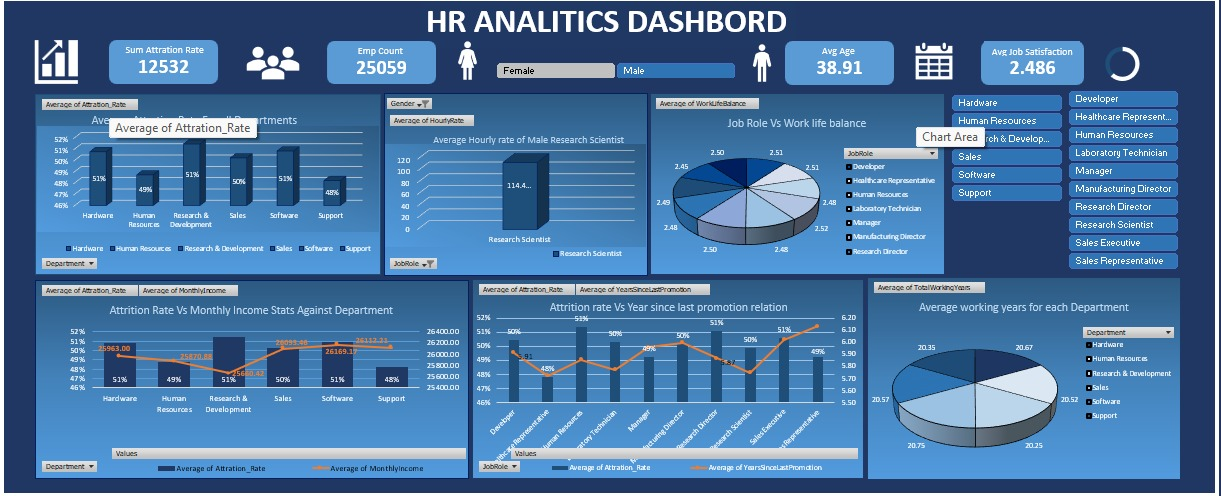 HR ANALITICS DASHBORD
Sum Attration Rate
12532
Emp Count
25059
Female
Male
Avg Age
38.91
Avg Job Satisfaction
2.486
Average of Attration_Rate
Average of Attration_Rate
52%
51%
50%
49%
48%
47%
46%
51%
49%
51%
50%
51%
48%
Hardware
Human Resources
Research & Development
Sales
Software
Support
Hardware
Human Resources
Research & Development
Sales
Software
Support
Department
Gender
Average of HourlyRate
Average Hourly rate of Male Research Scientist
120
100
80
60
40
20
0
114.4...
Research Scientist
Research Scientist
JobRole
Average of WorkLifeBalance
Job Role Vs Work life balance
2.50
2.51
2.45
2.51
2.49
2.48
2.48
2.52
2.50
2.48
JobRole
Developer
Healthcare Representative
Human Resources
Laboratory Technician
Manager
Manufacturing Director
Research Director
Chart Area
Hardware
Human Resources
rch & Develop...
Sales
Software
Support
Developer
Healthcare Represent...
Human Resources
Laboratory Technician
Manager
Manufacturing Director
Research Director
Research Scientist
Sales Executive
Sales Representative
Average of Attration_Rate
Average of MonthlyIncome
Attrition Rate Vs Monthly Income Stats Against Department
52%
51%
50%
49%
48%
47%
46%
25963.00
25870.88
25660.42
26093.46
26169.17
26112.21
51%
49%
51%
50%
51%
48%
26400.00
26200.00
26000.00
25800.00
25600.00
25400.00
Hardware
Human Resources
Research & Development
Sales
Software
Support
Values
Department
Average of Attration_Rate
Average of MonthlyIncome
Average of Attration_Rate
Average of YearsSinceLastPromotion
Attrition rate Vs Year since last promotion relation
52%
51%
50%
49%
48%
47%
46%
50%
48%
51%
50%
49%
50%
51%
50%
51%
49%
5.91
5.87
6.20
6.10
6.00
5.90
5.80
5.70
5.60
5.50
Developer
Manager
Research Director
Research Scientist
Sales Executive
Values
JobRole
Average of Attration_Rate
Average of YearsSinceLastPromotion
Average of TotalWorkingYears
Average working years for each Department
20.35
20.67
20.57
20.52
20.75
20.25
Department
Hardware
Human Resources
Research & Development
Sales
Software
Support